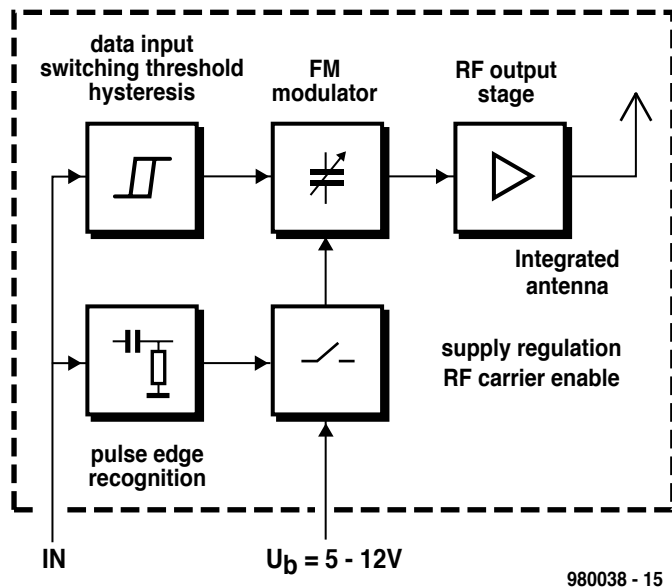 data input
switching threshold
hysteresis
FM
modulator
RF output
stage
Integrated
antenna
supply regulation
RF carrier enable
pulse edge
recognition
IN
Ub = 5 - 12V
980038 - 15